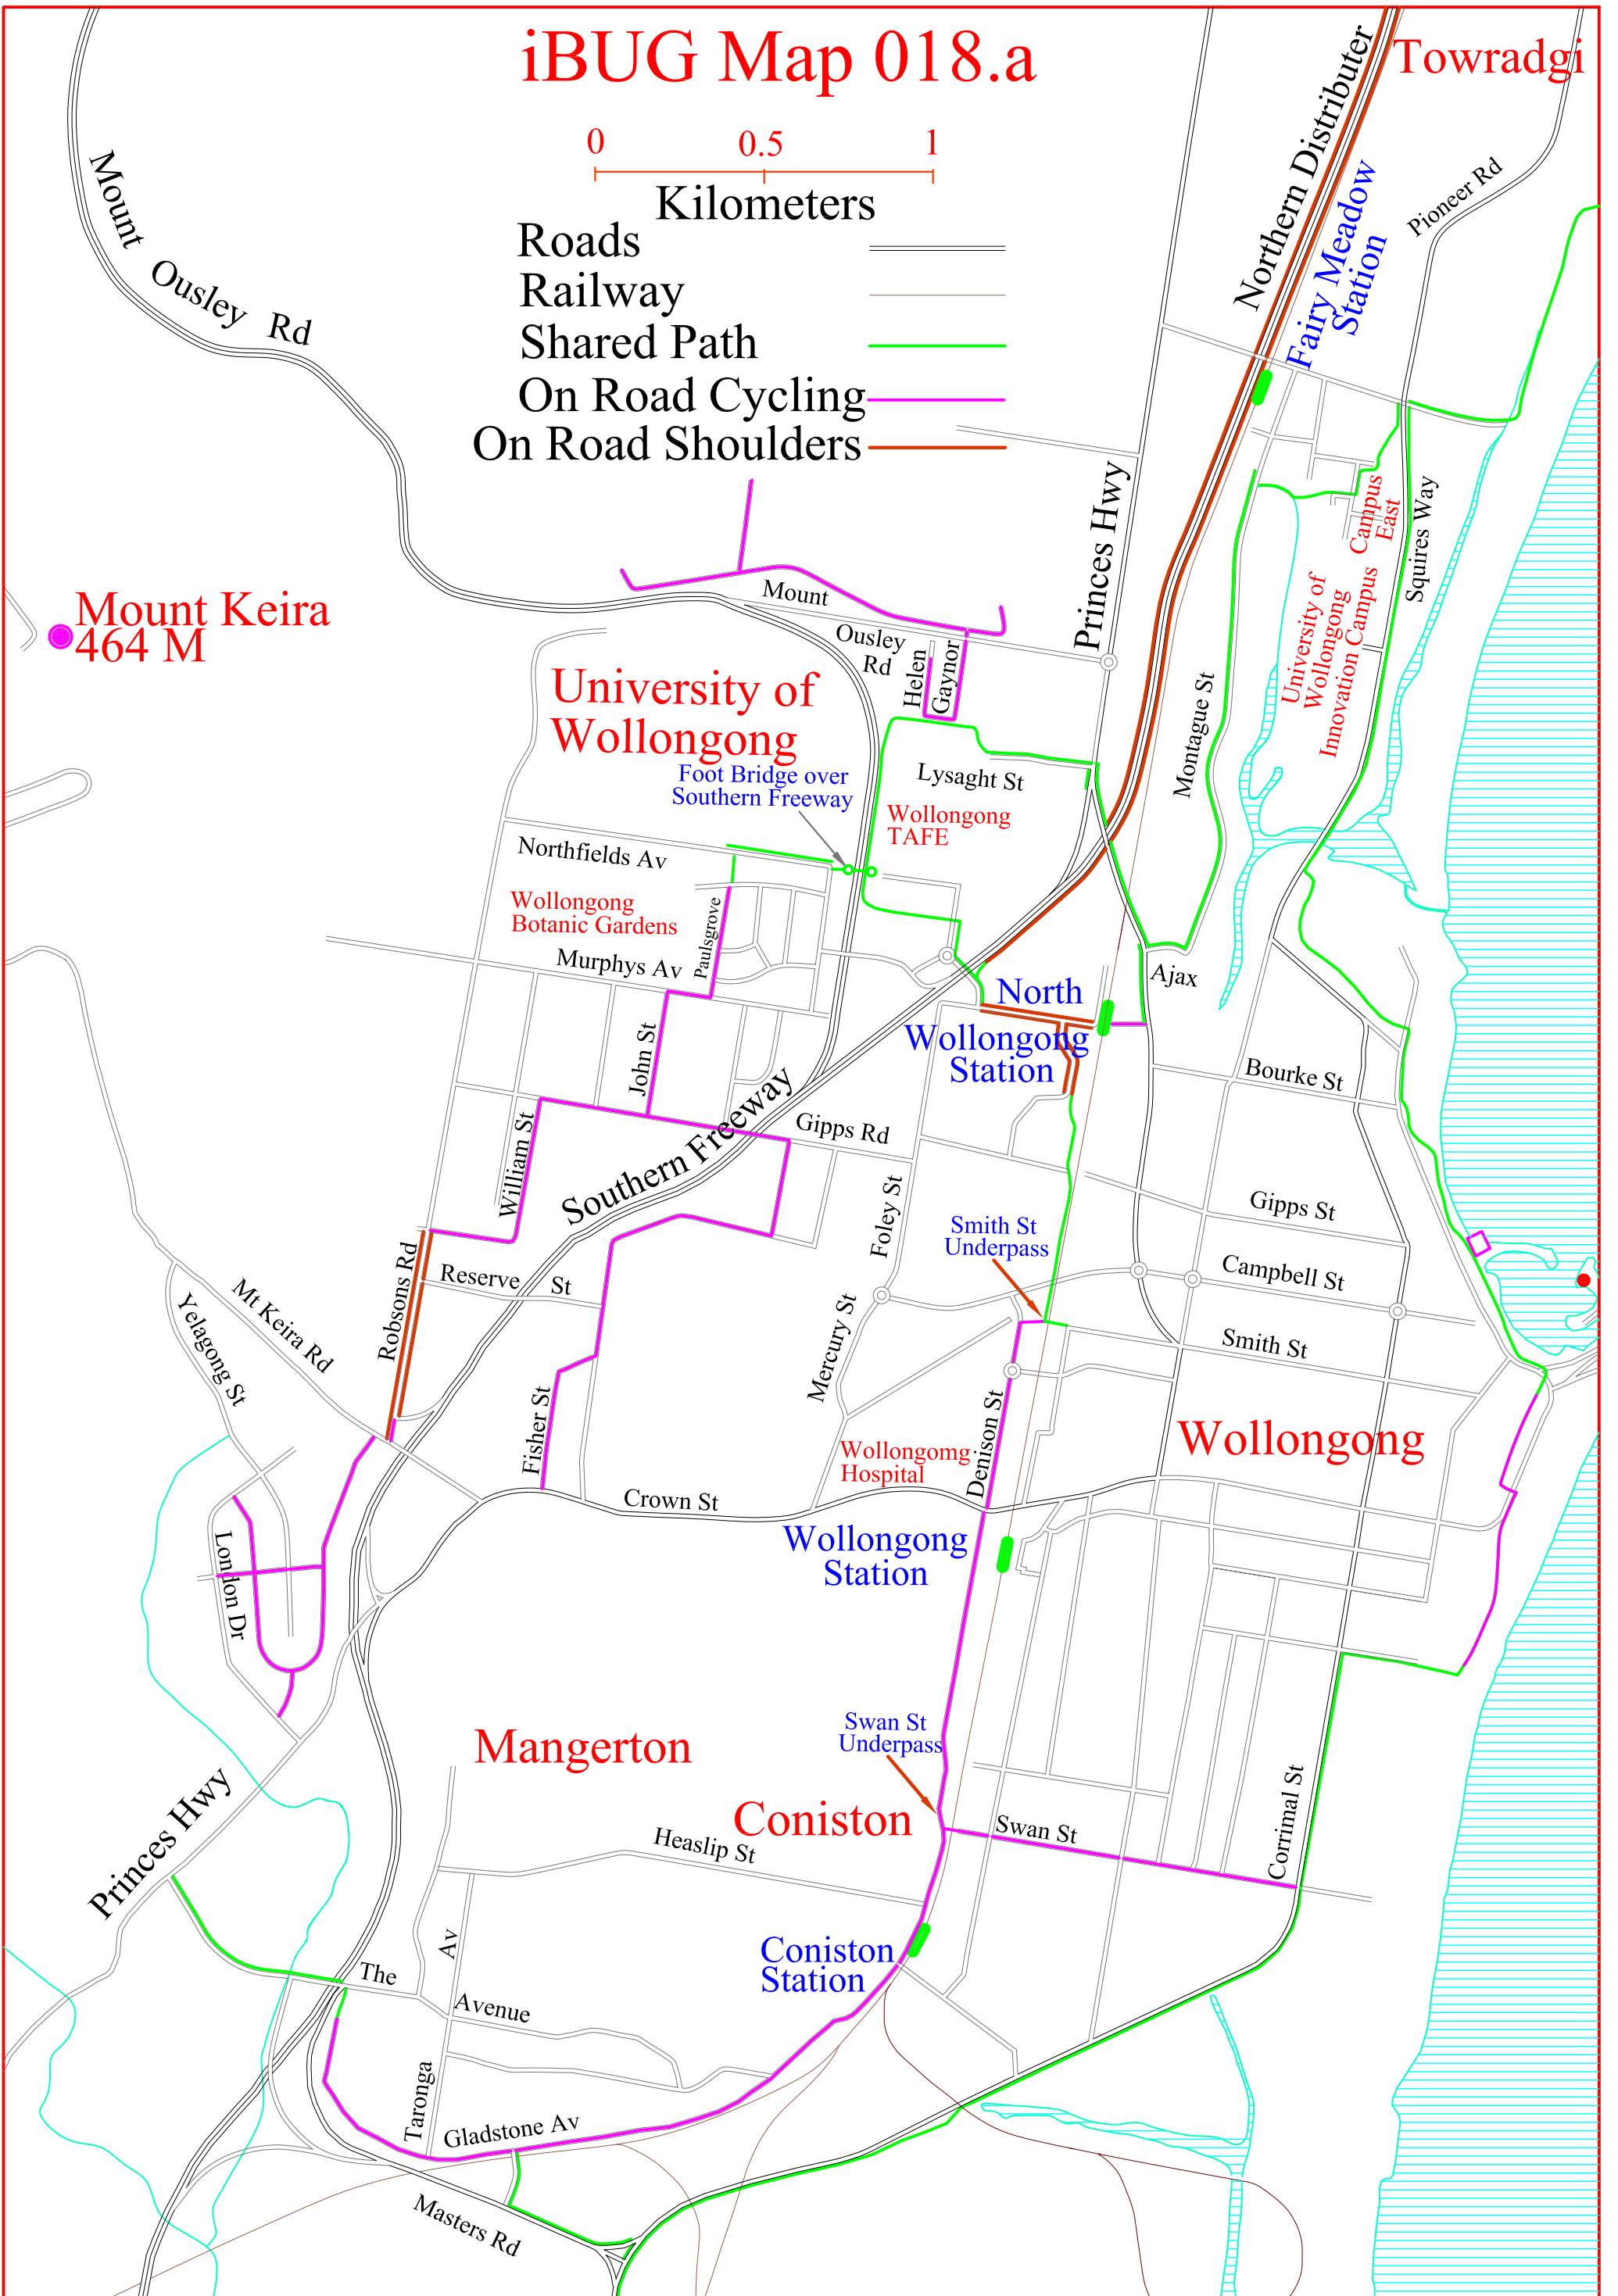 iBUG Map 018.a
Towradgi
0 0.5 1
Kilometers
Roads
Railway
Shared Path
On Road Cycling
On Road Shoulders
Mount
Ousley
Rd
Northern Distributer
Fairy Meadow
Station
Pioneer Rd
Princes Hwy
Mount Keira
464 M
Mount
Ousley
Rd
Helen
Gaynor
Campus
East
Squires Way
University of
Wollongong
Innovation Campus
Montague St
University of
Wollongong
Foot Bridge over
Southern Freeway
Lysaght St
Wollongong
TAFE
Northfields Av
Wollongong
Botanic Gardens
Paulsgrove
Murphys Av
Ajax
North
Wollongong
Station
John St
Bourke St
William St
Southern Freeway
Gipps Rd
Foley St
Gipps St
Smith St
Underpass
Robsons Rd
Reserve St
Campbell St
Mt Keira Rd
Yelagong St
Mercury St
Smith St
Fisher St
Denison St
Wollongomg
Hospital
Wollongong
Crown St
London Dr
Wollongong
Station
Mangerton
Swan St
Underpass
Coniston
Princes Hwy
Heaslip St
Swan St
Corrimal St
Av
The
Avenue
Coniston
Station
Taronga
Gladstone Av
Masters Rd